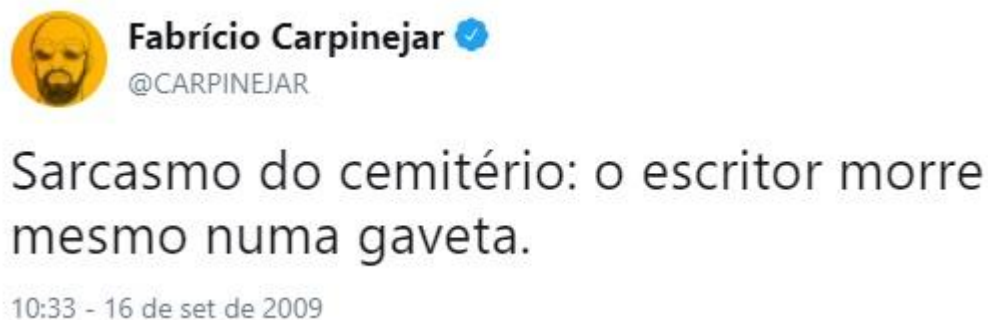 Fabrício Carpinejar
@CARPINEJAR
Sarcasmo do cemitério: o escritor morre
mesmo numa gaveta.
10:33 - 16 de set de 2009